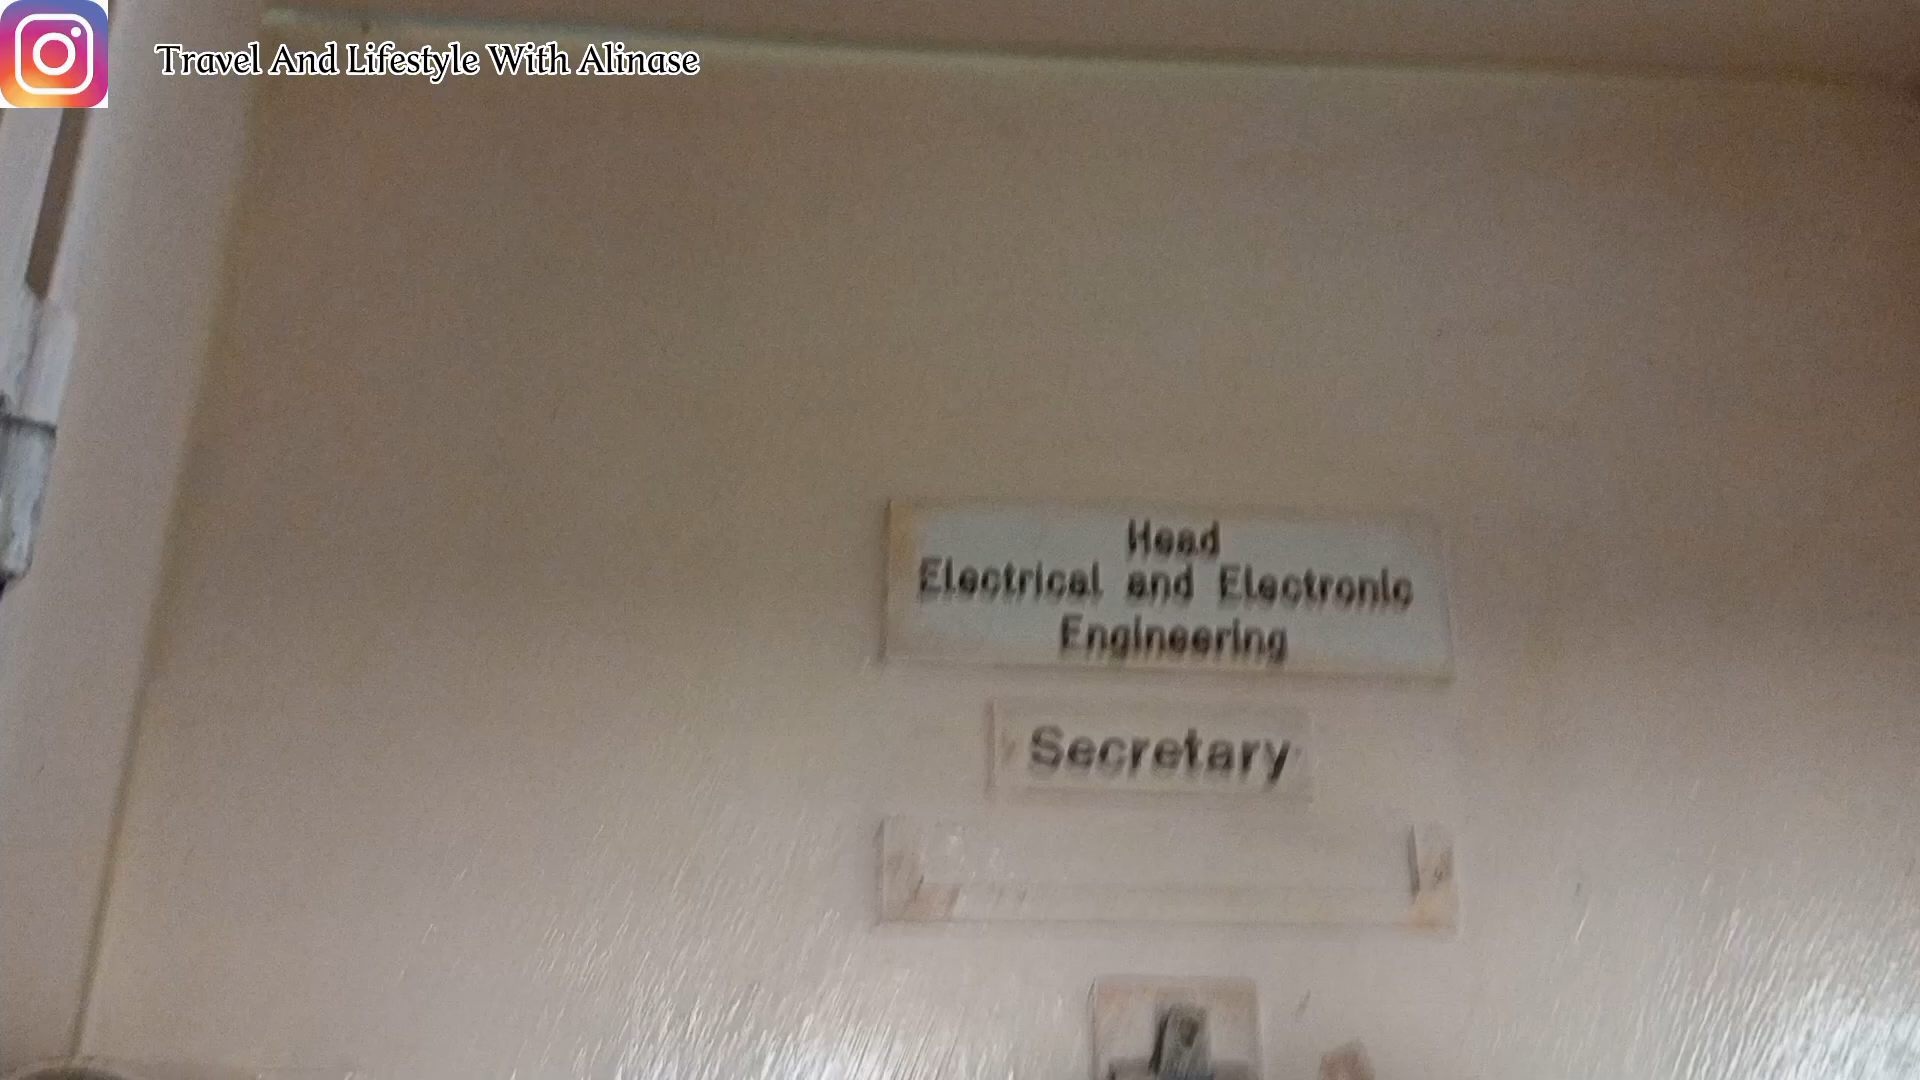 Travel And Lifestyle With Alinase
Head
Electrical and Electronic
Engineering
Secretary